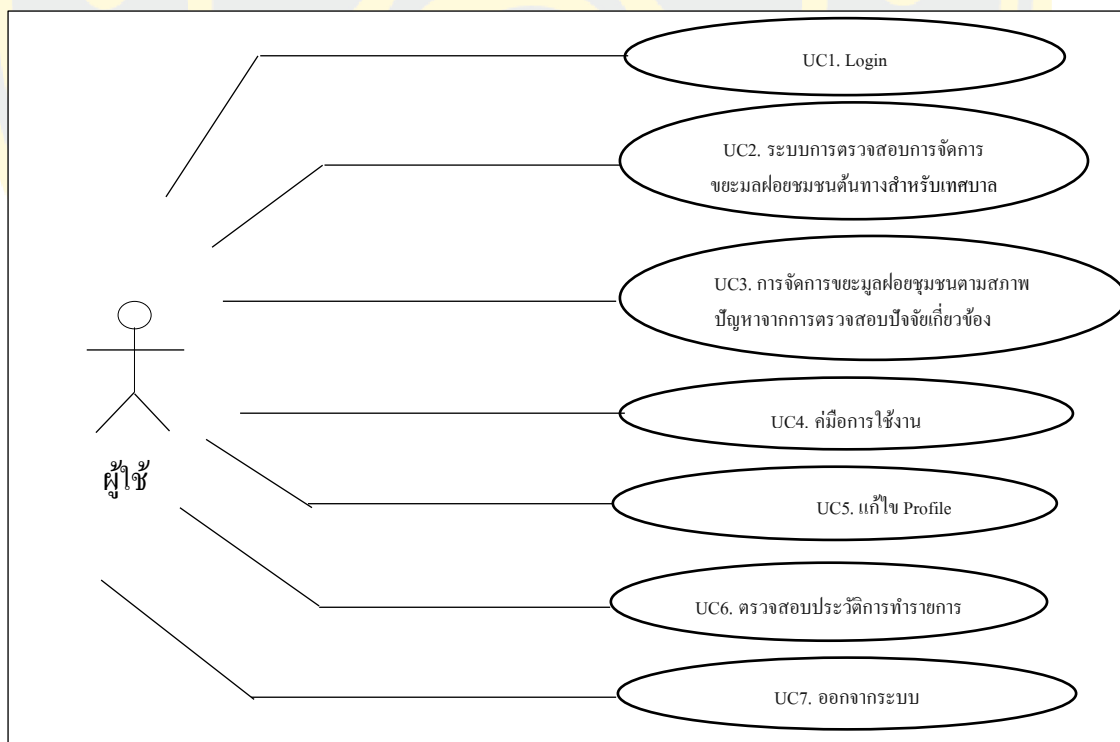 UC1. Login
UC2. ระบบการตรวจสอบการจัดการ
ขยะมลฝอยชมชนต้นทางสำหรับเทศบาล
UC3. การจัดการขยะมูลฝอยชุมชนตามสภาพ
ปัญหาจากการตรวจสอบปัจจัยเกี่ยวข้อง
UC4. ค่มือการใช้งาน
ผู้ใช้
UC5. แก้ไข Profile
UC6. ตรวจสอบประวัติการทำรายการ
UC7. ออกจากระบบ